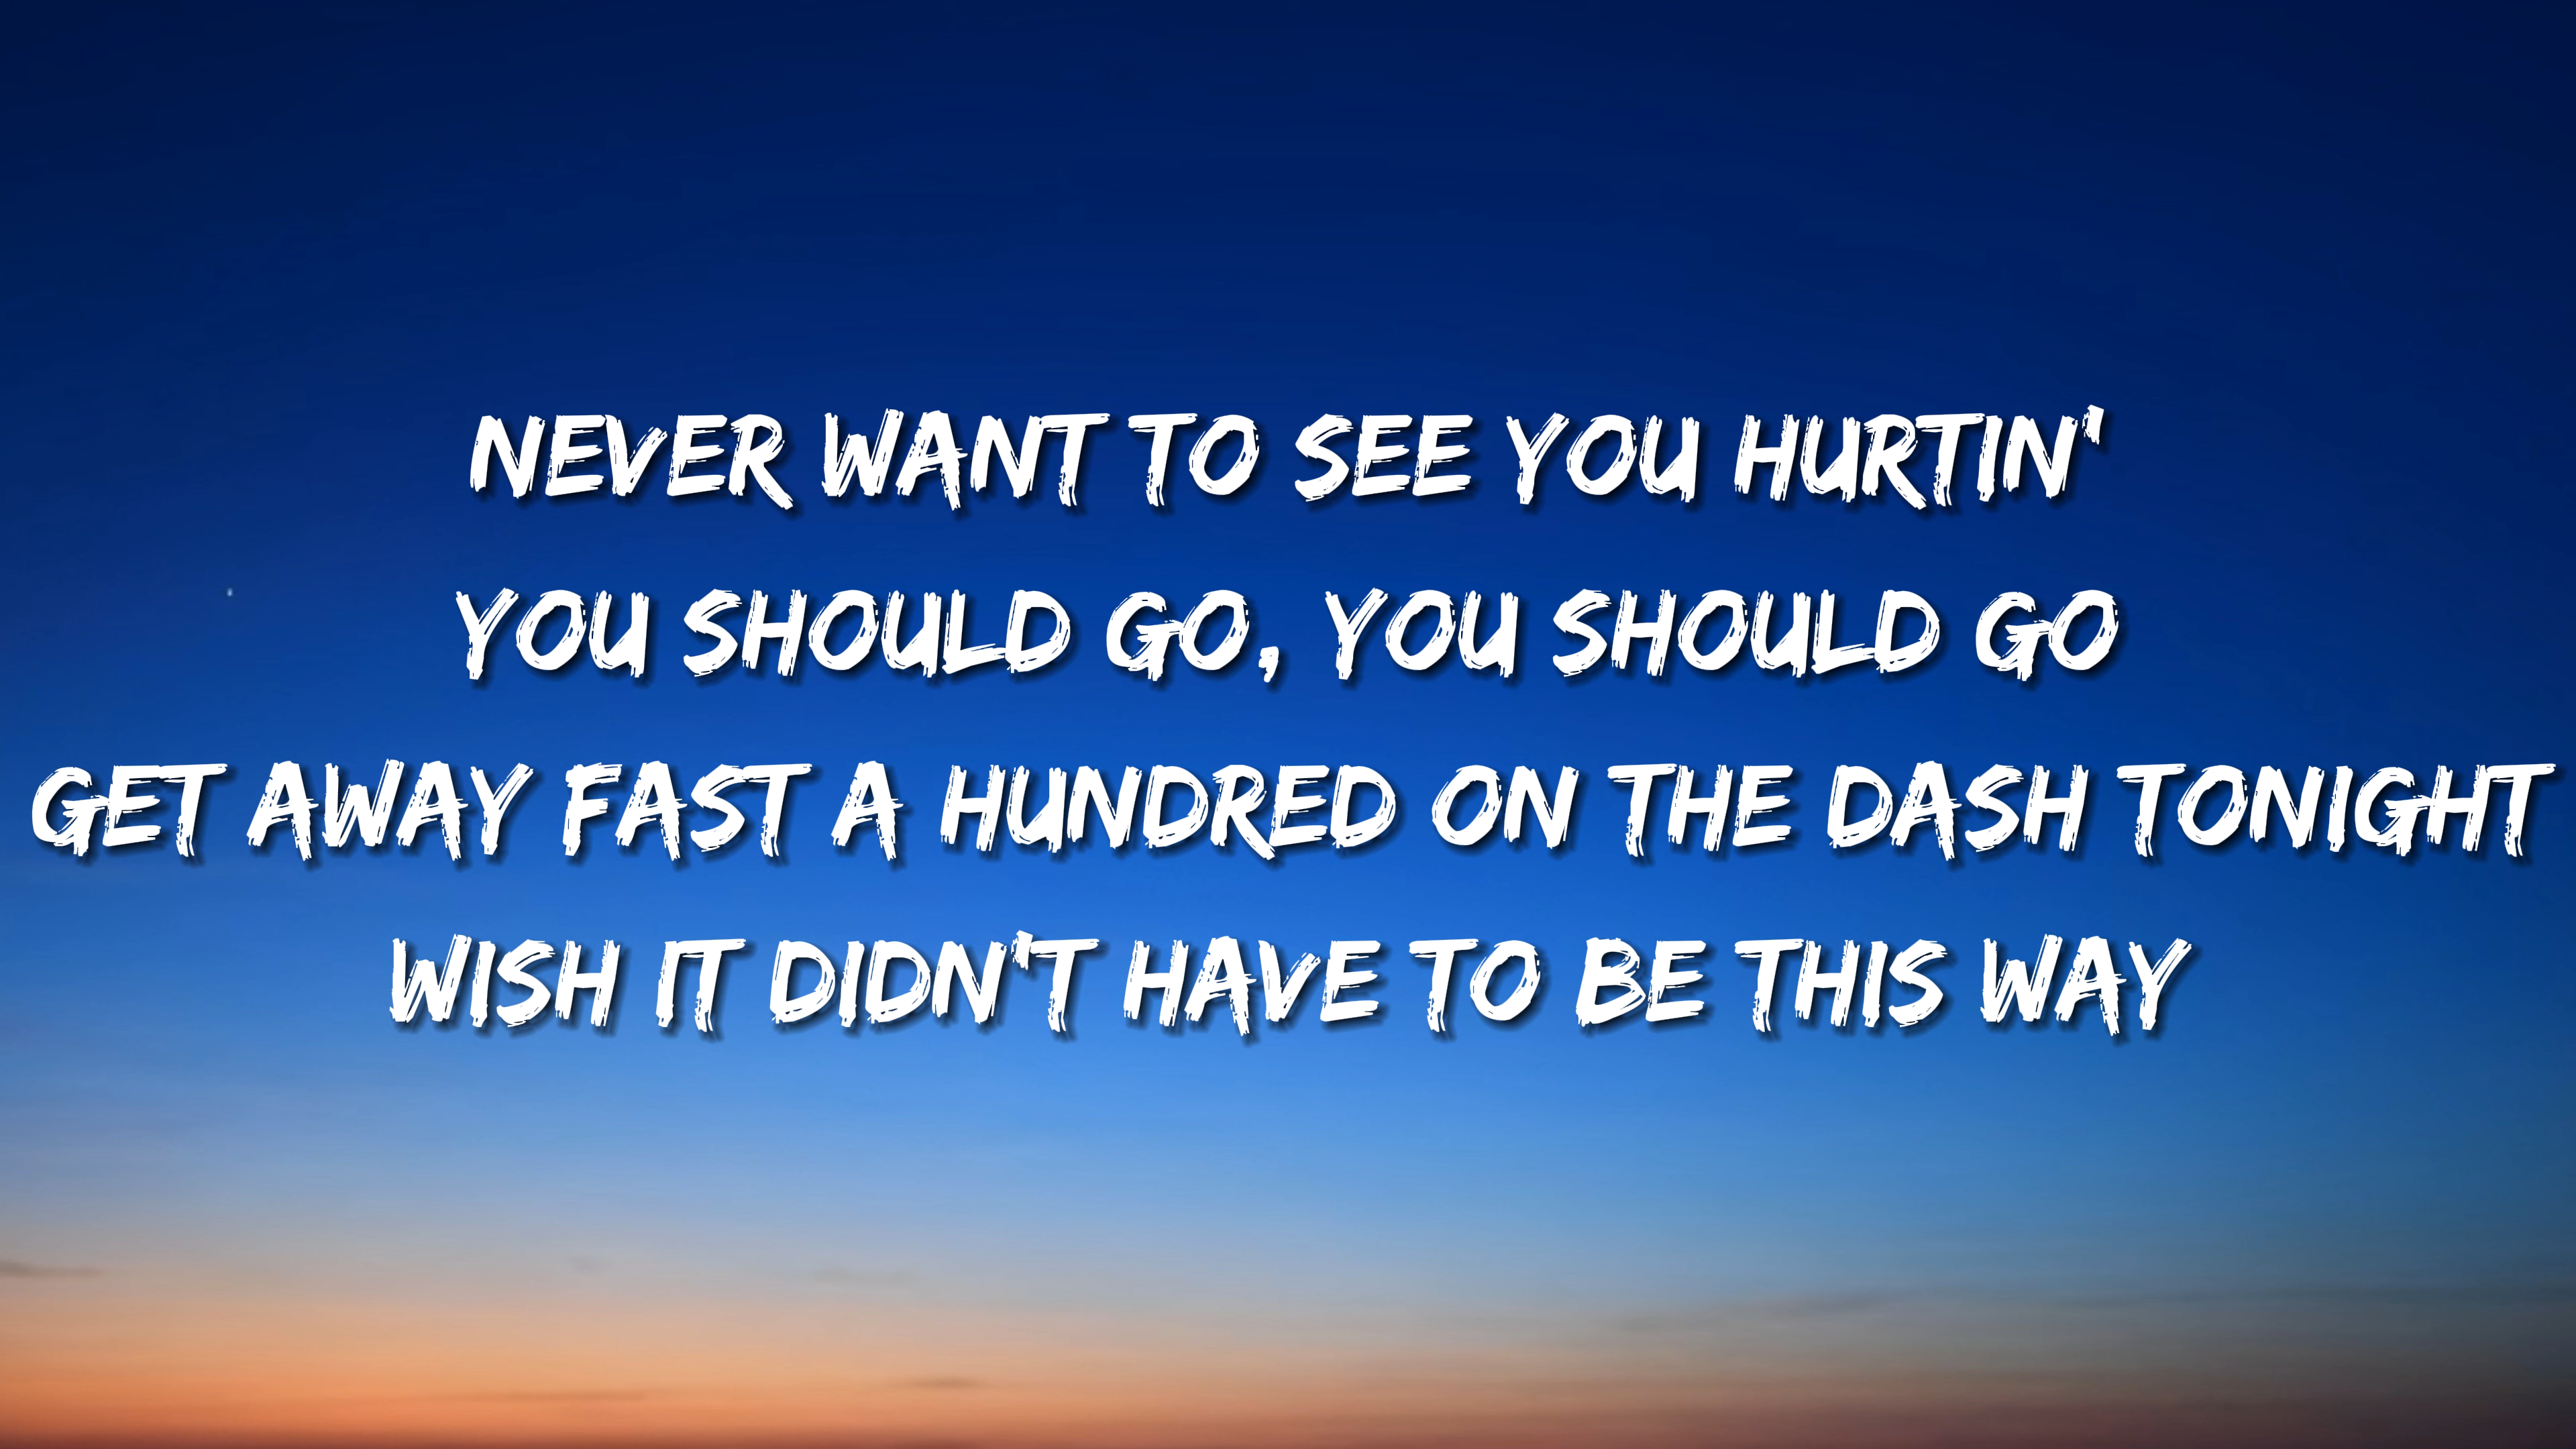 NEVER WANT TO SEE YOU HURTIN'
YOU SHOULD GO, YOU SHOULD GO
GET AWAY FAST A HUNDRED ON THE DASH TONIGHT
WISH IT DIDN'T HAVE TO BE THIS WAY